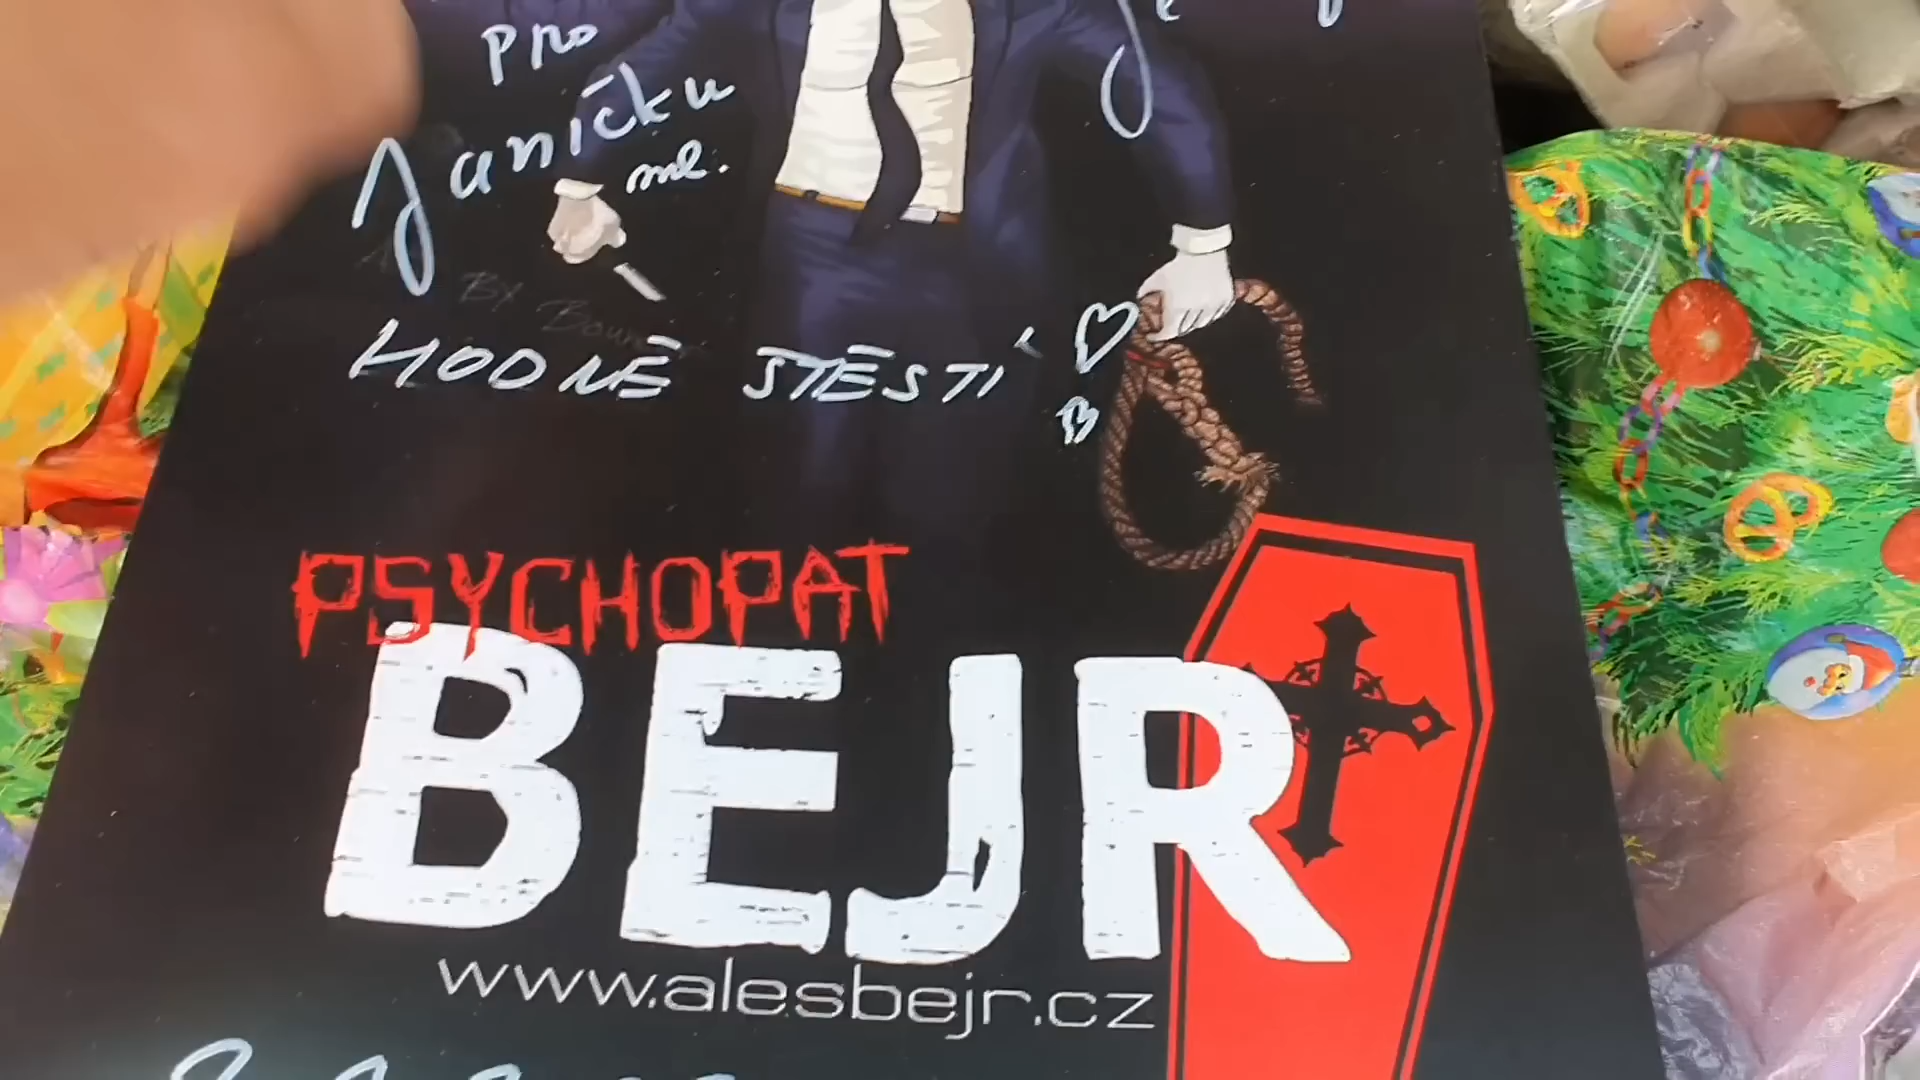 pro
Janičku
ml.
HODNĚ ŠTĚSTÍ
B
PSYCHOPAT
BEJR
www.alesbejr.cz